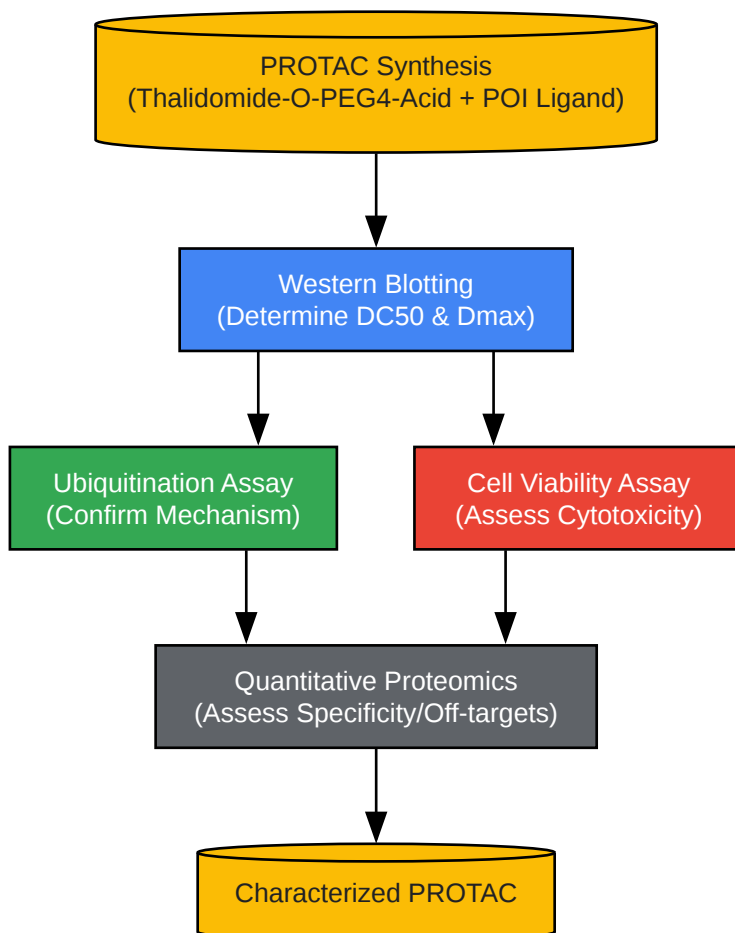 PROTAC Synthesis
(Thalidomide-O-PEG4-Acid + POI Ligand)
Western Blotting
(Determine DC50 & Dmax)
Ubiquitination Assay
(Confirm Mechanism)
Cell Viability Assay
(Assess Cytotoxicity)
Quantitative Proteomics
(Assess Specificity/Off-targets)
Characterized PROTAC